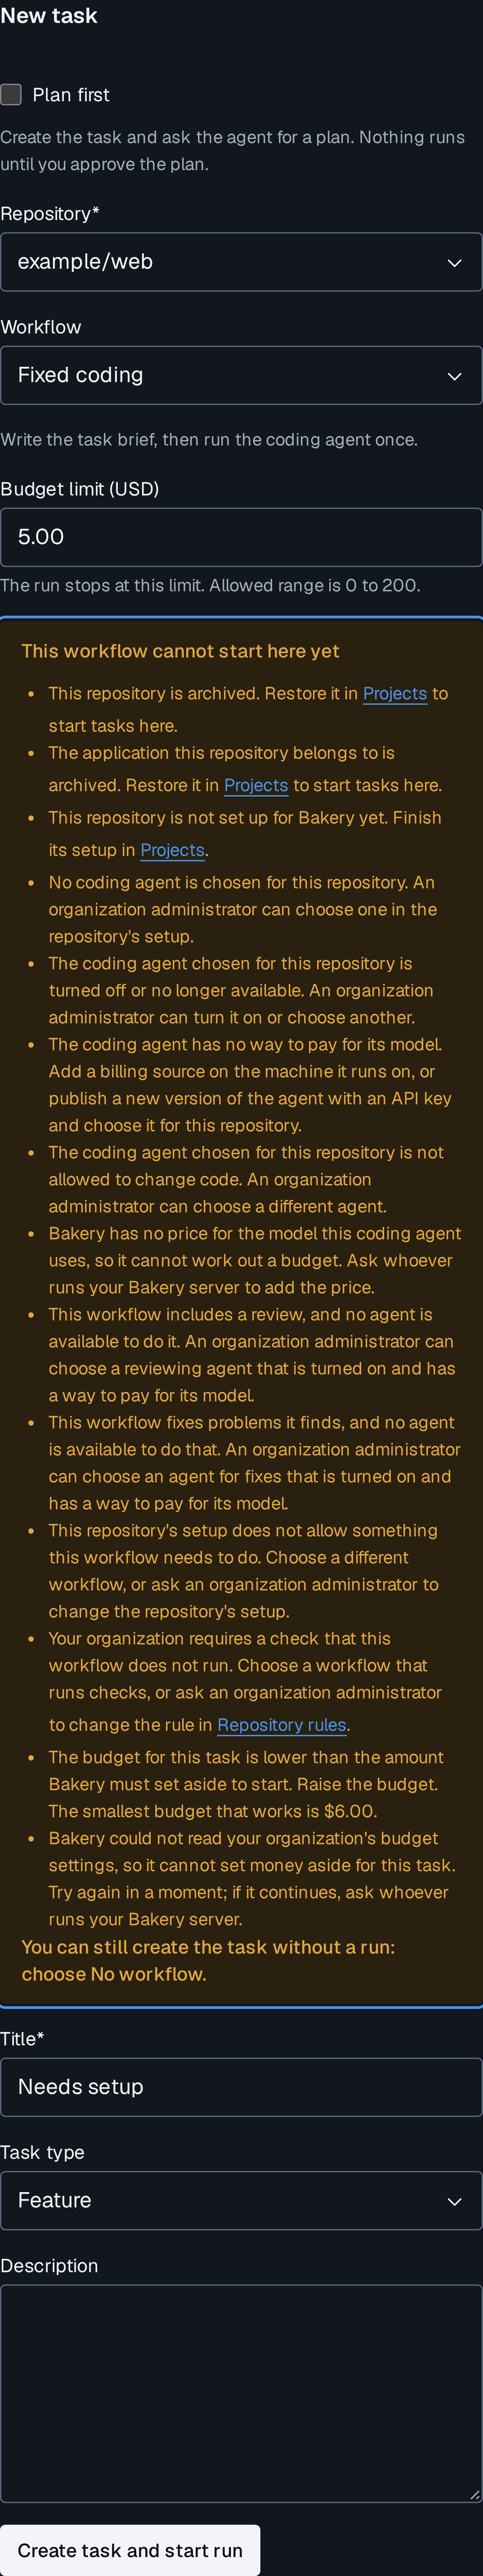 New task
Plan first
Create the task and ask the agent for a plan. Nothing runs
until you approve the plan.
Repository*
example/web
Workflow
Fixed coding
Write the task brief, then run the coding agent once.
Budget limit (USD)
5.00
The run stops at this limit. Allowed range is 0 to 200.
This workflow cannot start here yet
• This repository is archived. Restore it in Projects to
start tasks here.
• The application this repository belongs to is
archived. Restore it in Projects to start tasks here.
• This repository is not set up for Bakery yet. Finish
its setup in Projects.
• No coding agent is chosen for this repository. An
organization administrator can choose one in the
repository's setup.
• The coding agent chosen for this repository is
turned off or no longer available. An organization
administrator can turn it on or choose another.
• The coding agent has no way to pay for its model.
Add a billing source on the machine it runs on, or
publish a new version of the agent with an API key
and choose it for this repository.
• The coding agent chosen for this repository is not
allowed to change code. An organization
administrator can choose a different agent.
• Bakery has no price for the model this coding agent
uses, so it cannot work out a budget. Ask whoever
runs your Bakery server to add the price.
• This workflow includes a review, and no agent is
available to do it. An organization administrator can
choose a reviewing agent that is turned on and has
a way to pay for its model.
• This workflow fixes problems it finds, and no agent
is available to do that. An organization administrator
can choose an agent for fixes that is turned on and
has a way to pay for its model.
• This repository's setup does not allow something
this workflow needs to do. Choose a different
workflow, or ask an organization administrator to
change the repository's setup.
• Your organization requires a check that this
workflow does not run. Choose a workflow that
runs checks, or ask an organization administrator
to change the rule in Repository rules.
• The budget for this task is lower than the amount
Bakery must set aside to start. Raise the budget.
The smallest budget that works is $6.00.
• Bakery could not read your organization's budget
settings, so it cannot set money aside for this task.
Try again in a moment; if it continues, ask whoever
runs your Bakery server.
You can still create the task without a run:
choose No workflow.
Title*
Needs setup
Task type
Feature
Description
Create task and start run